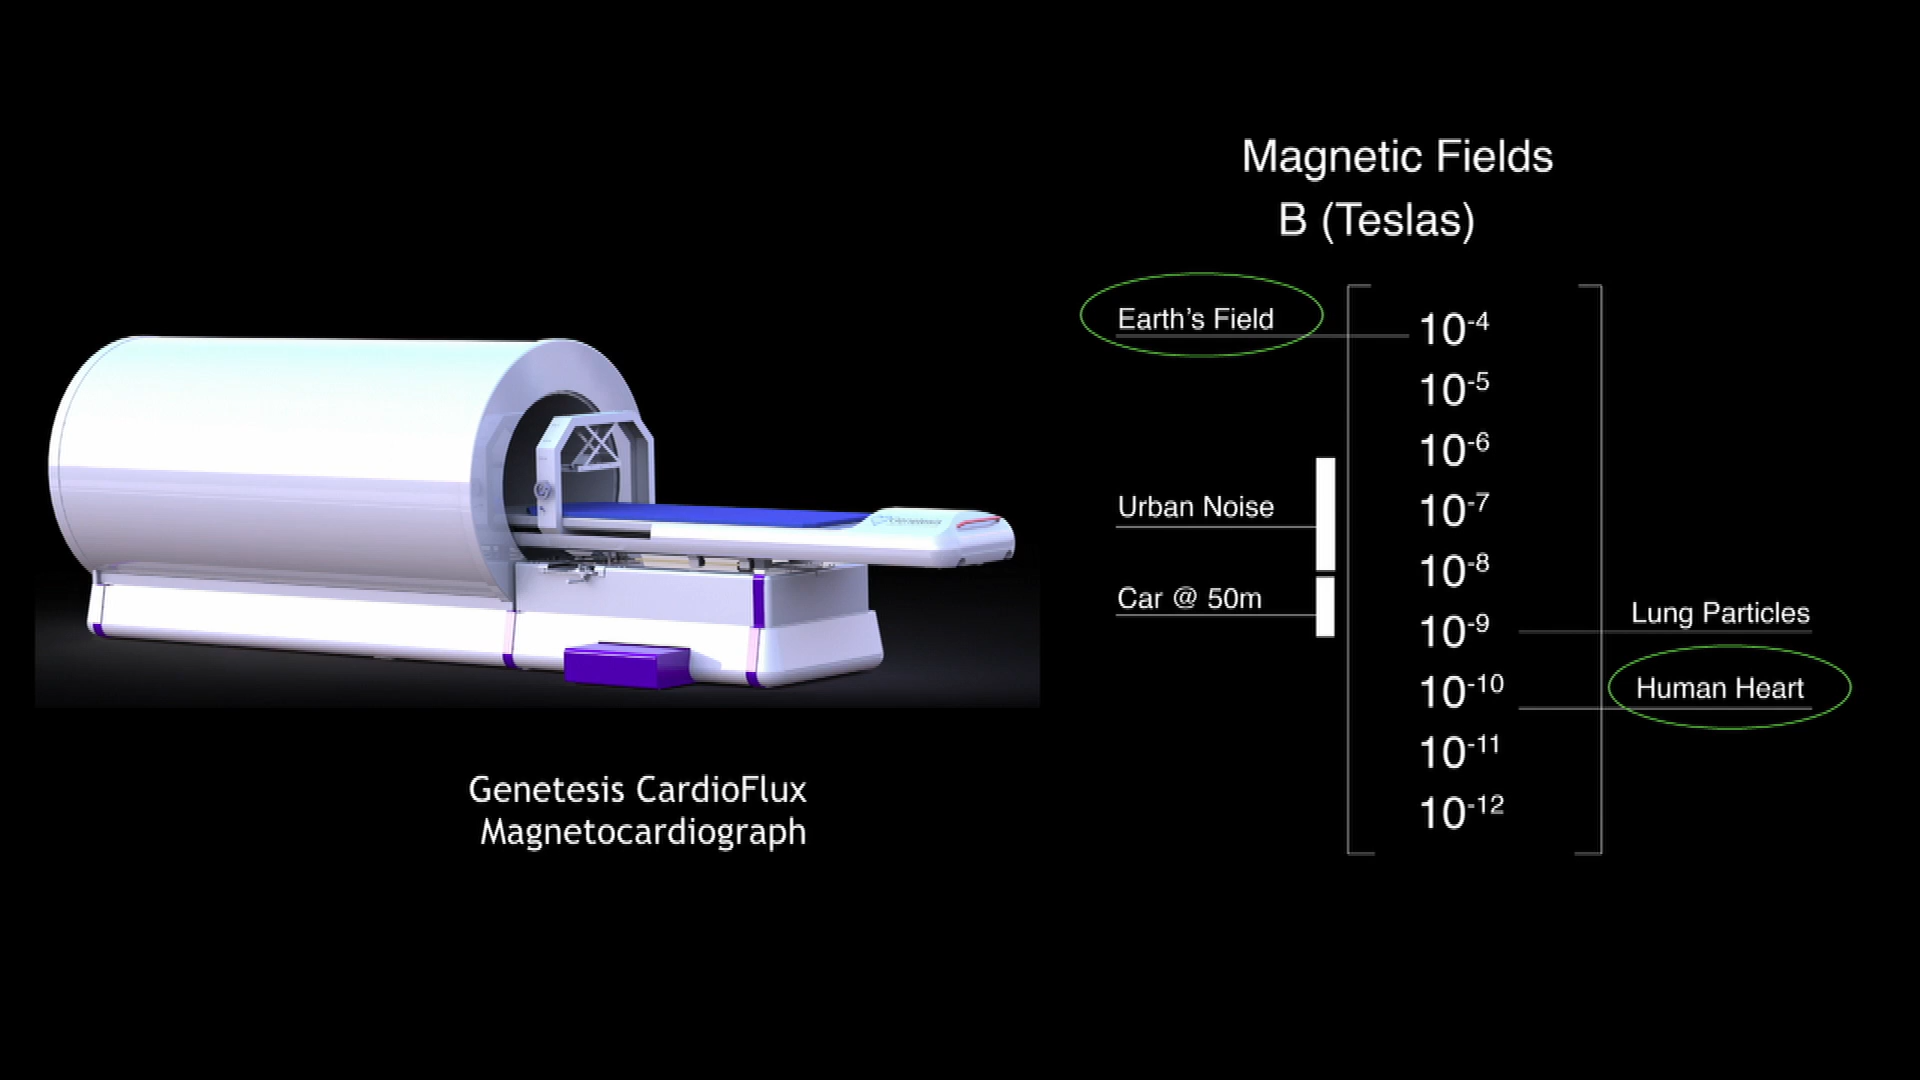 Magnetic Fields
B (Teslas)
Earth's Field
10⁻⁴
10⁻⁵
10⁻⁶
Urban Noise
10⁻⁷
10⁻⁸
Car @ 50m
10⁻⁹
Lung Particles
10⁻¹⁰
Human Heart
10⁻¹¹
10⁻¹²
Genetesis CardioFlux
Magnetocardiograph